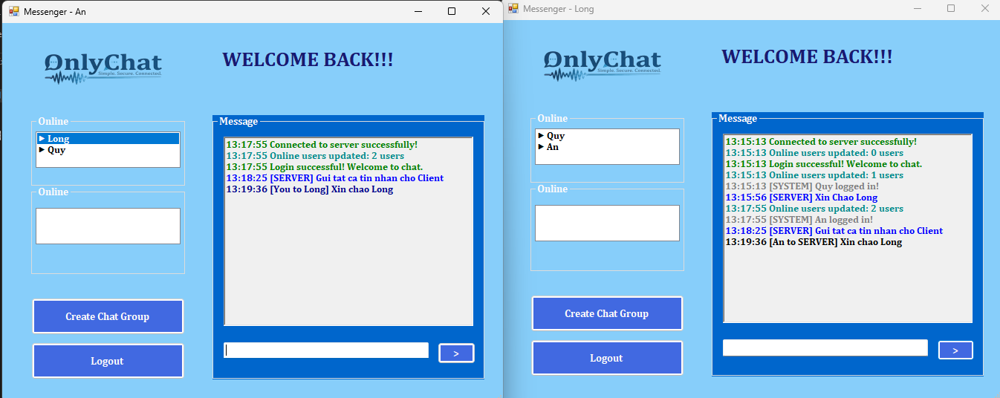 Messenger - An
OnlyChat
Simple. Secure. Connected.
WELCOME BACK!!!
Online
Long
Quy
Online
Create Chat Group
Logout
Message
13:17:55 Connected to server successfully!
13:17:55 Online users updated: 2 users
13:17:55 Login successful! Welcome to chat.
13:18:25 [SERVER] Gui tat ca tin nhan cho Client
13:19:36 [You to Long] Xin chao Long
>
Messenger - Long
OnlyChat
Simple. Secure. Connected.
WELCOME BACK!!!
Online
Quy
An
Online
Create Chat Group
Logout
Message
13:15:13 Connected to server successfully!
13:15:13 Online users updated: 0 users
13:15:13 Login successful! Welcome to chat.
13:15:13 Online users updated: 1 users
13:15:13 [SYSTEM] Quy logged in!
13:15:56 [SERVER] Xin Chao Long
13:17:55 Online users updated: 2 users
13:17:55 [SYSTEM] An logged in!
13:18:25 [SERVER] Gui tat ca tin nhan cho Client
13:19:36 [An to SERVER] Xin chao Long
>